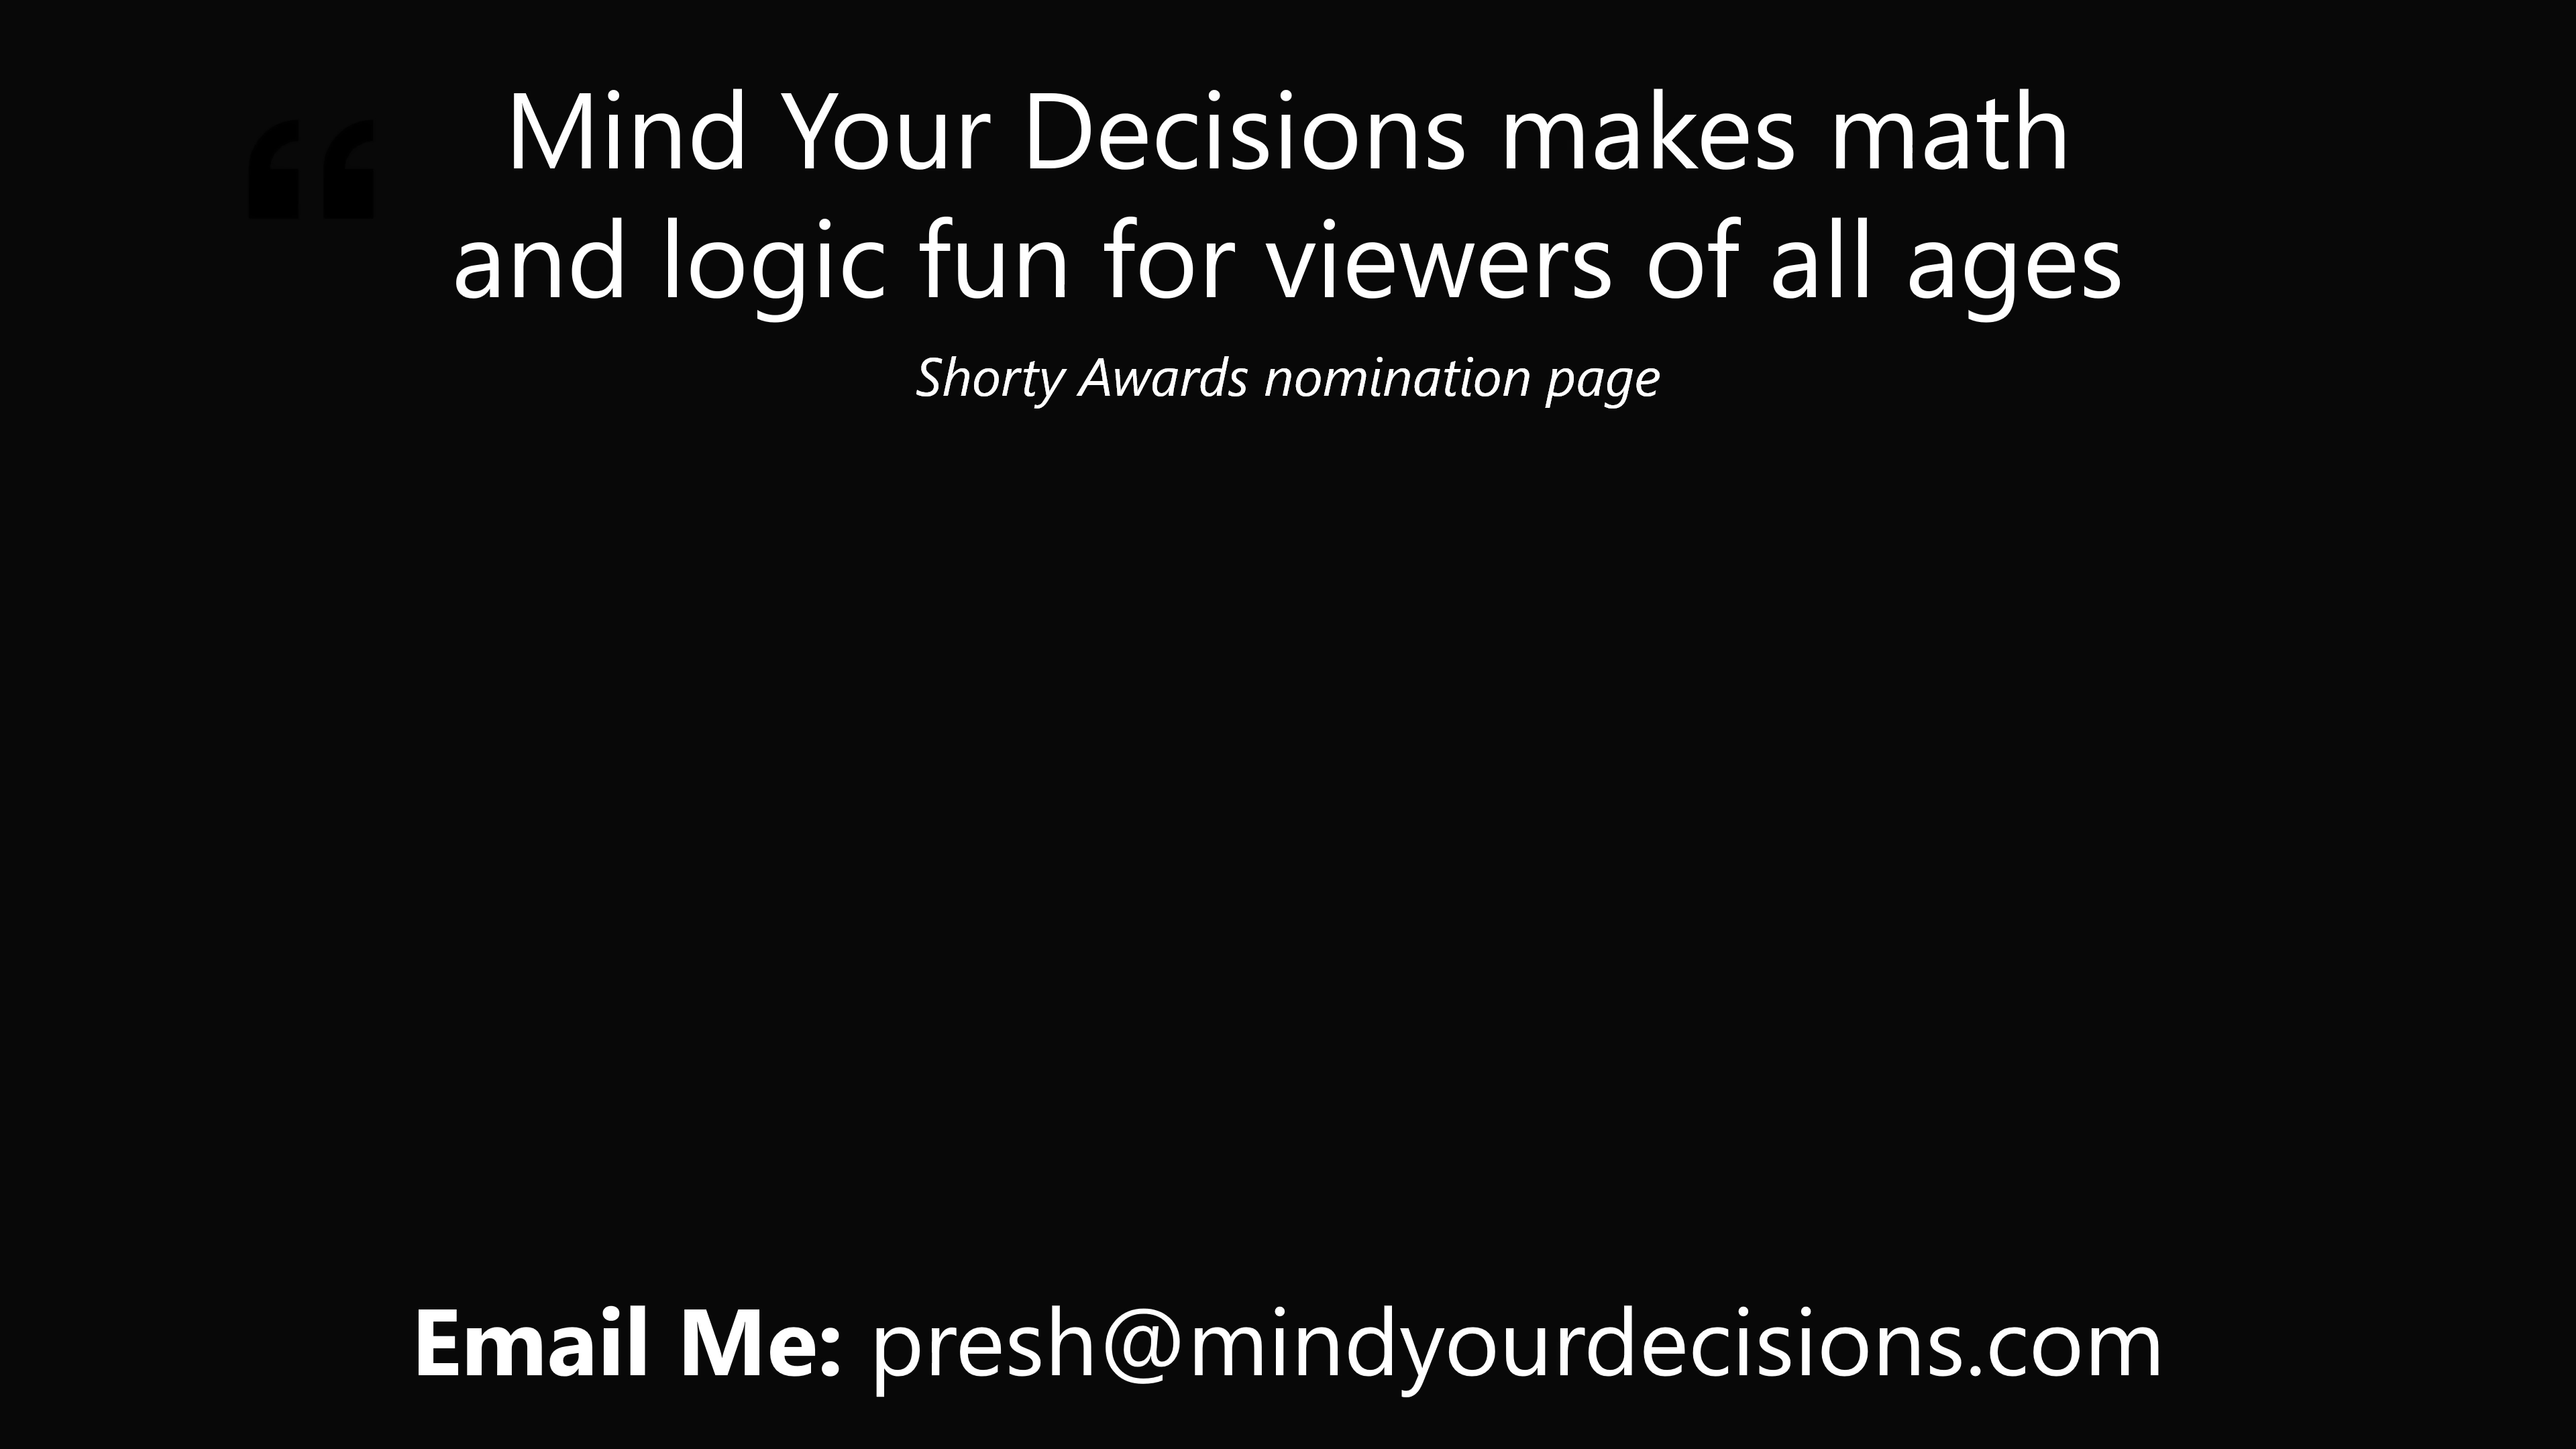 “
Mind Your Decisions makes math
and logic fun for viewers of all ages
Shorty Awards nomination page
Email Me: presh@mindyourdecisions.com